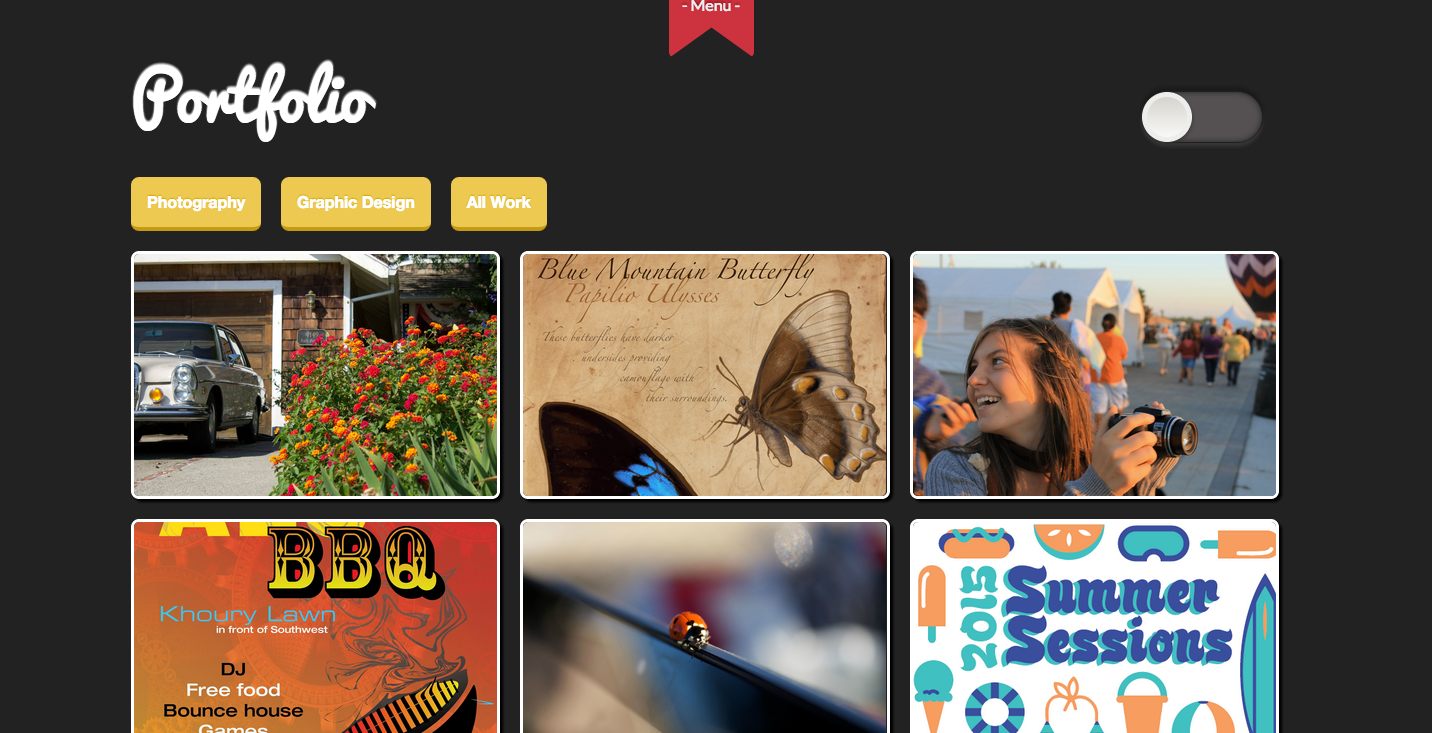 - Menu -
Portfolio
Photography
Graphic Design
All Work
Blue Mountain Butterfly
Papilio Ulysses
These butterflies have darker
undersides providing
camouflage with
their surroundings.
BBQ
Khoury Lawn
in front of Southwest
DJ
Free food
Bounce house
Games
2015
Summer
Sessions